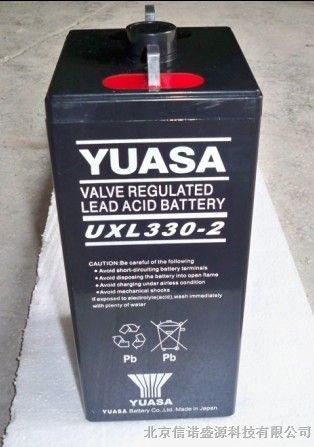 YUASA
VALVE REGULATED
LEAD ACID BATTERY
UXL330-2
CAUTION:Be careful of the following
● Avoid short-circuiting battery terminals
● Avoid disposing the battery into open flame
● Avoid charging under airless condition
● Avoid mechanical shocks
If exposed to electrolyte(acid),wash immediately
with plenty of water
Pb Pb
YUASA
YUASA Battery Co.,Ltd. Made in Japan
北京信诺盛源科技有限公司